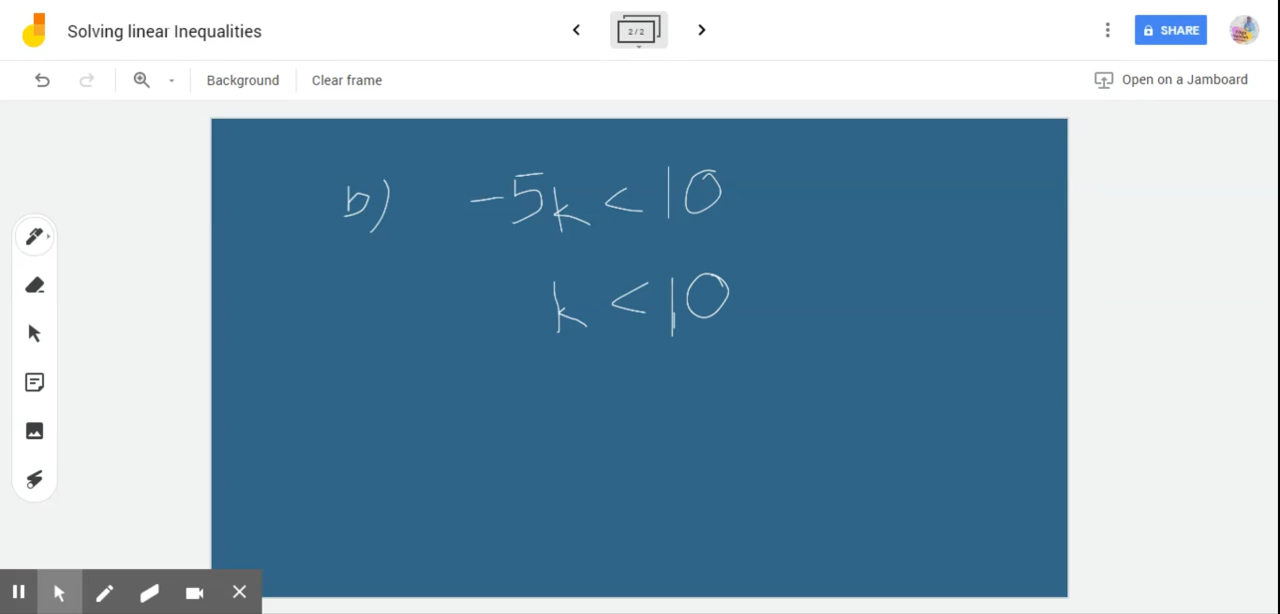 Solving linear Inequalities
2 / 2
SHARE
Background
Clear frame
Open on a Jamboard
b) -5k < 10
k < 10